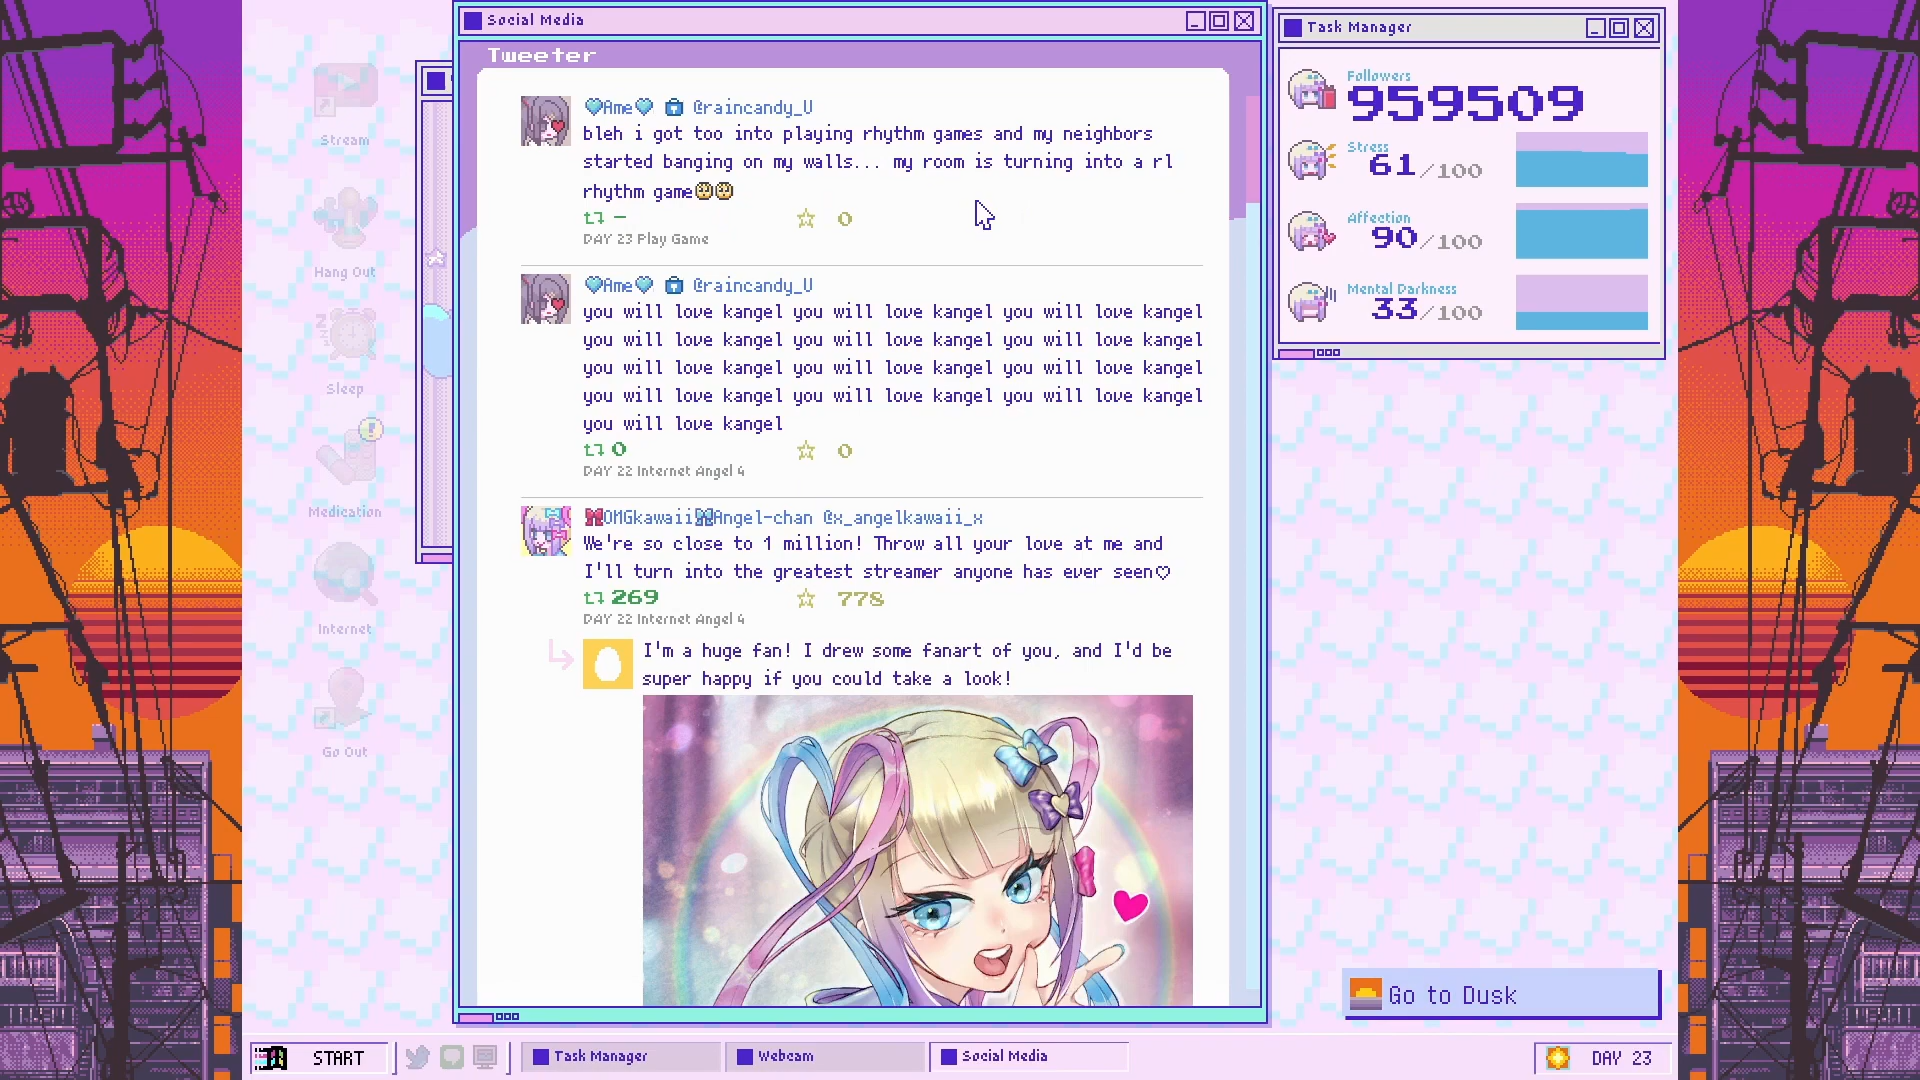 Social Media
Tweeter
Ame @raincandy_U
bleh i got too into playing rhythm games and my neighbors
started banging on my walls... my room is turning into a rl
rhythm game
– 0
DAY 23 Play Game
Ame @raincandy_U
you will love kangel you will love kangel you will love kangel
you will love kangel you will love kangel you will love kangel
you will love kangel you will love kangel you will love kangel
you will love kangel you will love kangel you will love kangel
you will love kangel
0 0
DAY 22 Internet Angel 4
OMGkawaii Angel-chan @x_angelkawaii_x
We're so close to 1 million! Throw all your love at me and
I'll turn into the greatest streamer anyone has ever seen♡
269 778
DAY 22 Internet Angel 4
I'm a huge fan! I drew some fanart of you, and I'd be
super happy if you could take a look!
Stream
Hang Out
Zzz
Sleep
Medication
Internet
Go Out
Task Manager
Followers
959509
Stress
61/100
Affection
90/100
Mental Darkness
33/100
Go to Dusk
START
Task Manager
Webcam
Social Media
DAY 23